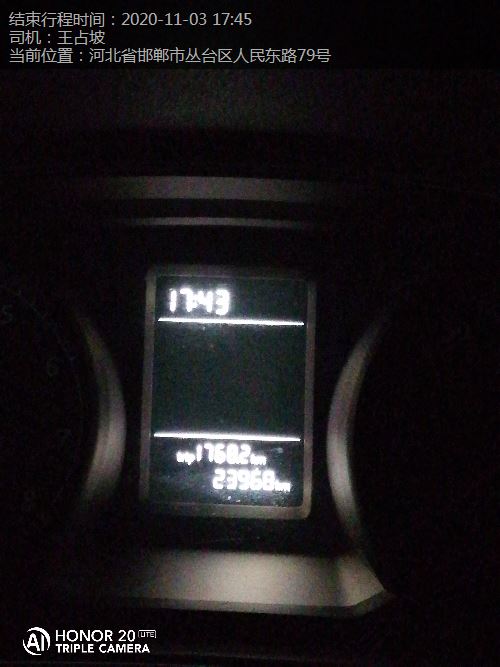 结束行程时间：2020-11-03 17:45
司机：王占坡
当前位置：河北省邯郸市丛台区人民东路79号
17:43
trip 1768.2 km
23968 km
HONOR 20 LITE
TRIPLE CAMERA